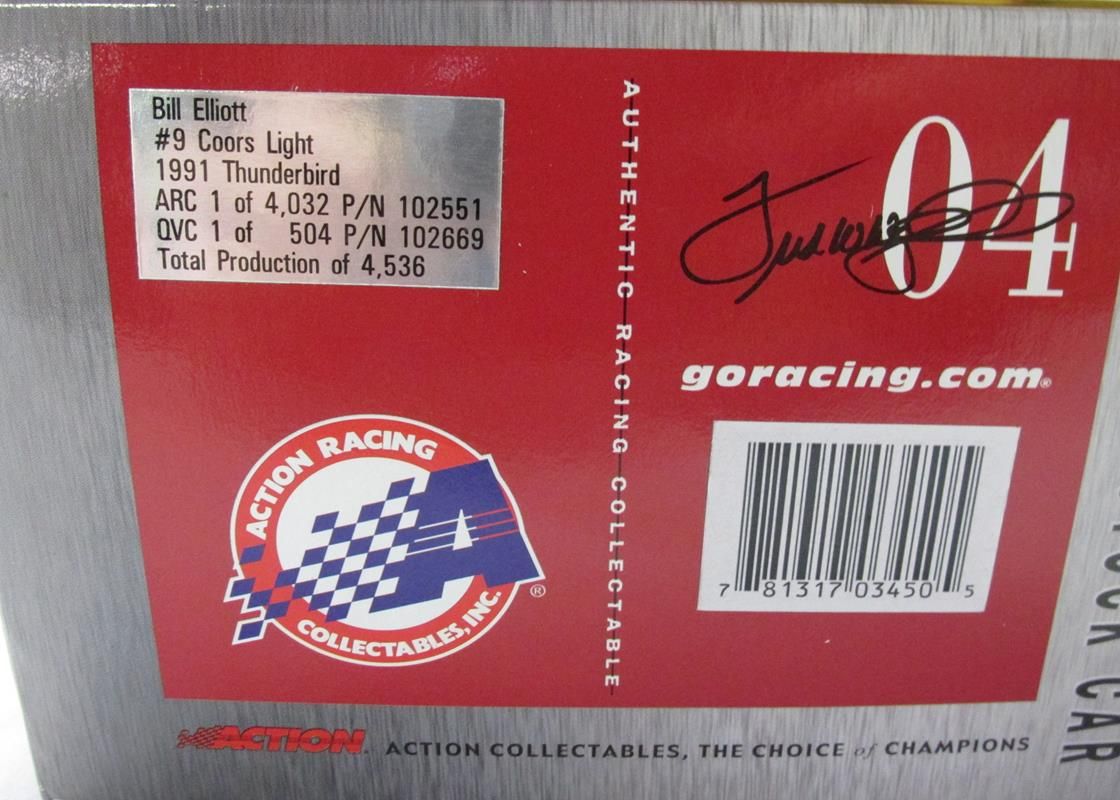 Bill Elliott
#9 Coors Light
1991 Thunderbird
ARC 1 of 4,032 P/N 102551
QVC 1 of 504 P/N 102669
Total Production of 4,536
ACTION RACING
A
COLLECTABLES, INC.
®
AUTHENTIC RACING COLLECTABLE
04
goracing.com®
7 81317 03450 5
CAR
ACTION
ACTION COLLECTABLES, THE CHOICE of CHAMPIONS